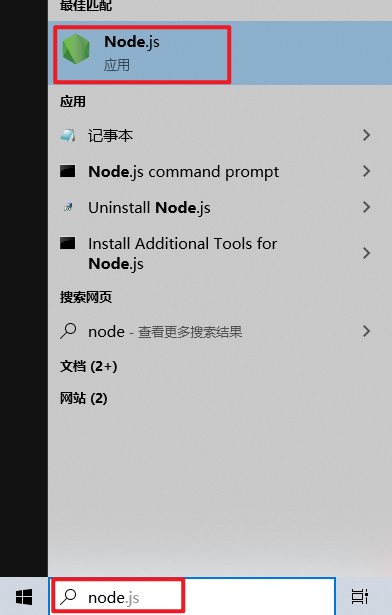 最佳匹配
Node.js
应用
应用
记事本
Node.js command prompt
Uninstall Node.js
Install Additional Tools for
Node.js
搜索网页
node - 查看更多搜索结果
文档 (2+)
网站 (2)
node.js